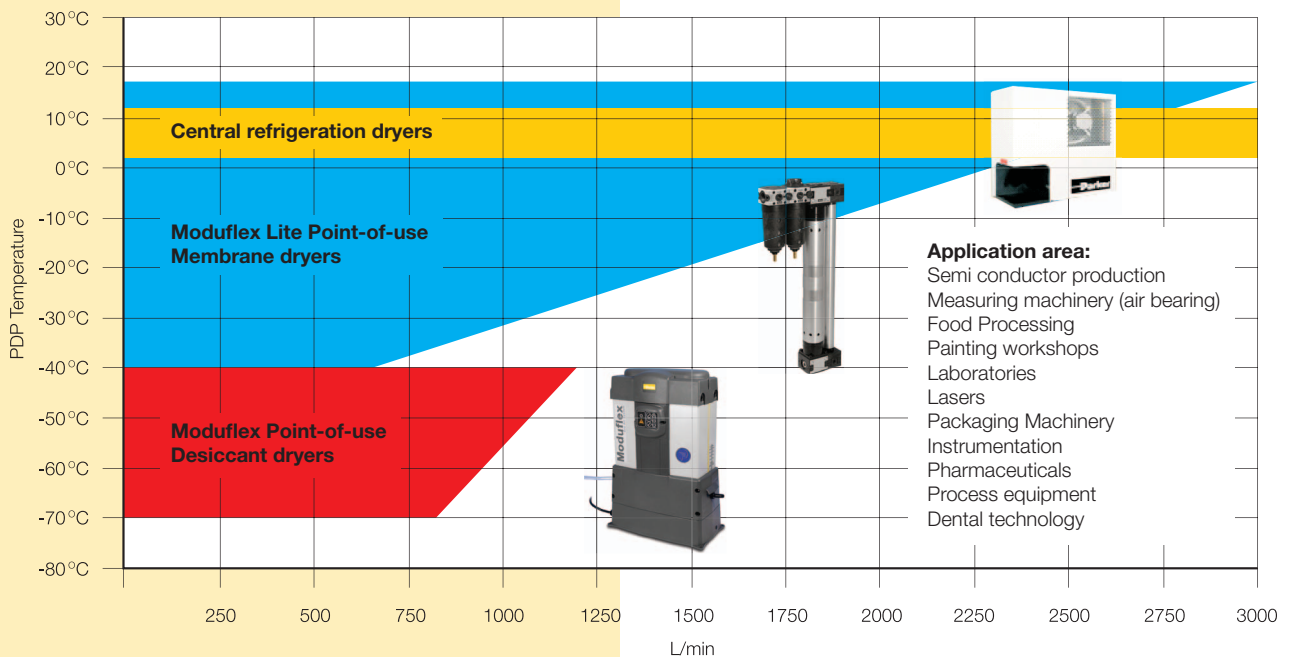 30°C
20°C
10°C
0°C
-10°C
-20°C
-30°C
-40°C
-50°C
-60°C
-70°C
-80°C
PDP Temperature
Central refrigeration dryers
Moduflex Lite Point-of-use
Membrane dryers
Moduflex Point-of-use
Desiccant dryers
Parker
Moduflex
Application area:
Semi conductor production
Measuring machinery (air bearing)
Food Processing
Painting workshops
Laboratories
Lasers
Packaging Machinery
Instrumentation
Pharmaceuticals
Process equipment
Dental technology
250 500 750 1000 1250 1500 1750 2000 2250 2500 2750 3000
L/min